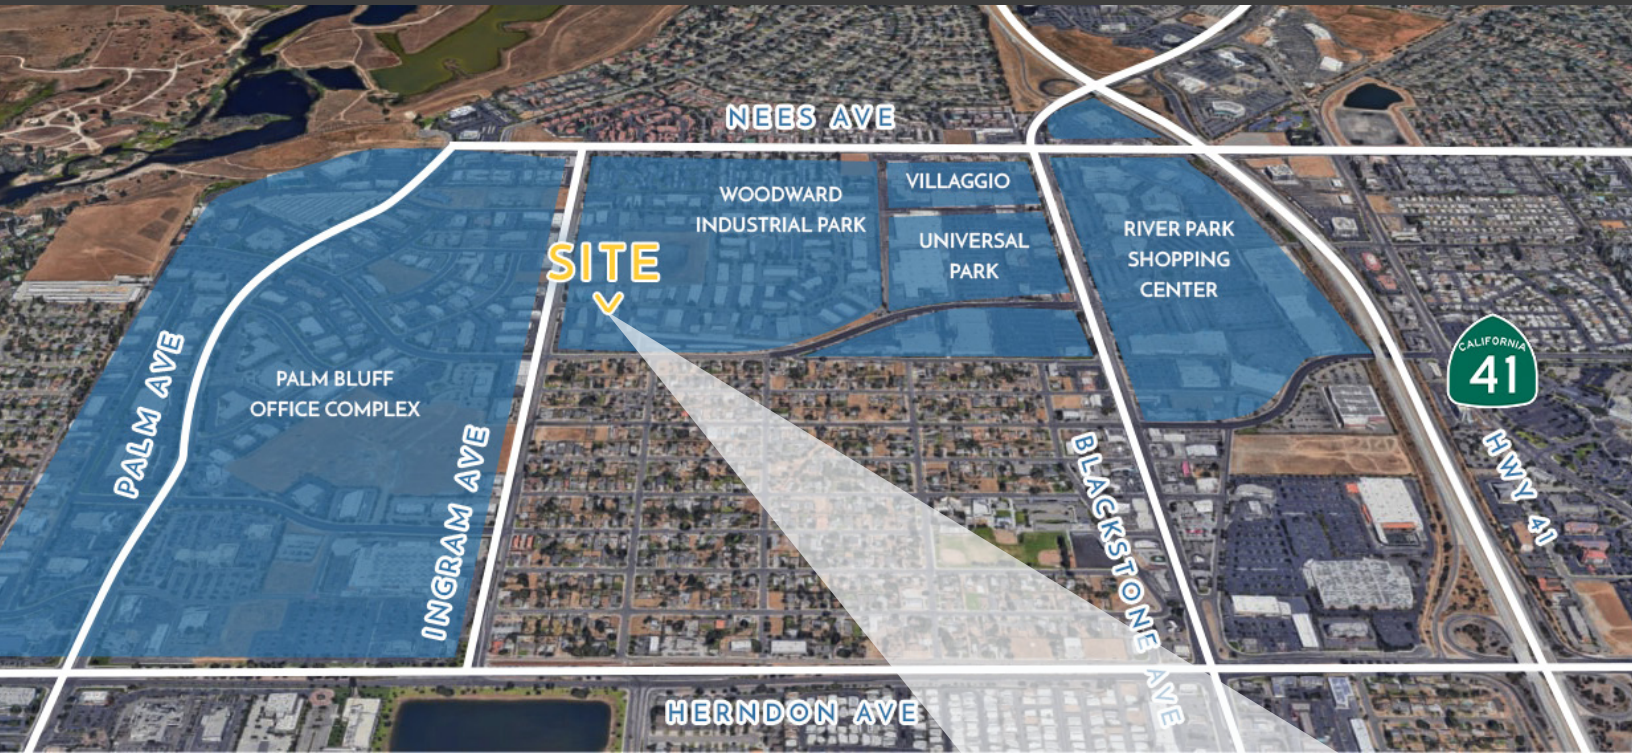 NEES AVE
WOODWARD
INDUSTRIAL PARK
VILLAGGIO
UNIVERSAL
PARK
RIVER PARK
SHOPPING
CENTER
SITE
PALM AVE
PALM BLUFF
OFFICE COMPLEX
INGRAM AVE
BLACKSTONE AVE
CALIFORNIA
41
HWY 41
HERNDON AVE